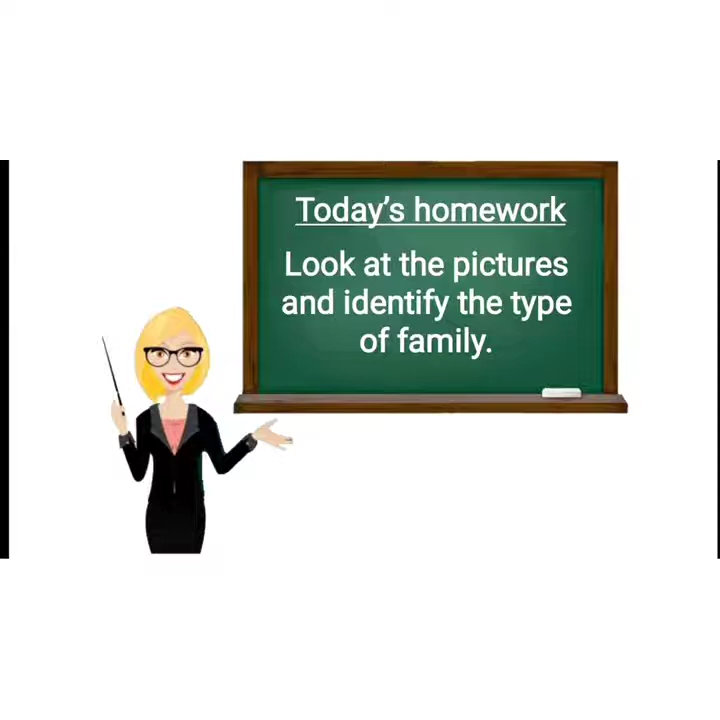 Today’s homework
Look at the pictures
and identify the type
of family.